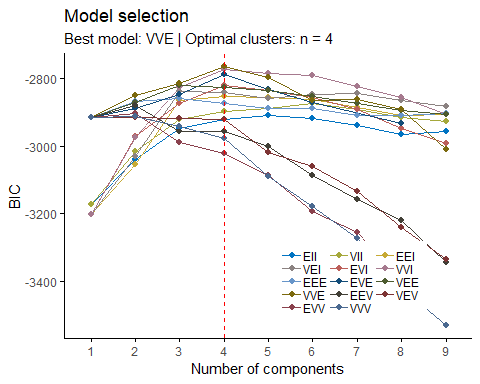 Model selection
Best model: VVE | Optimal clusters: n = 4
BIC
-2800
-3000
-3200
-3400
EII VII EEI
VEI EVI VVI
EEE EVE VEE
VVE EEV VEV
EVV VVV
1 2 3 4 5 6 7 8 9
Number of components